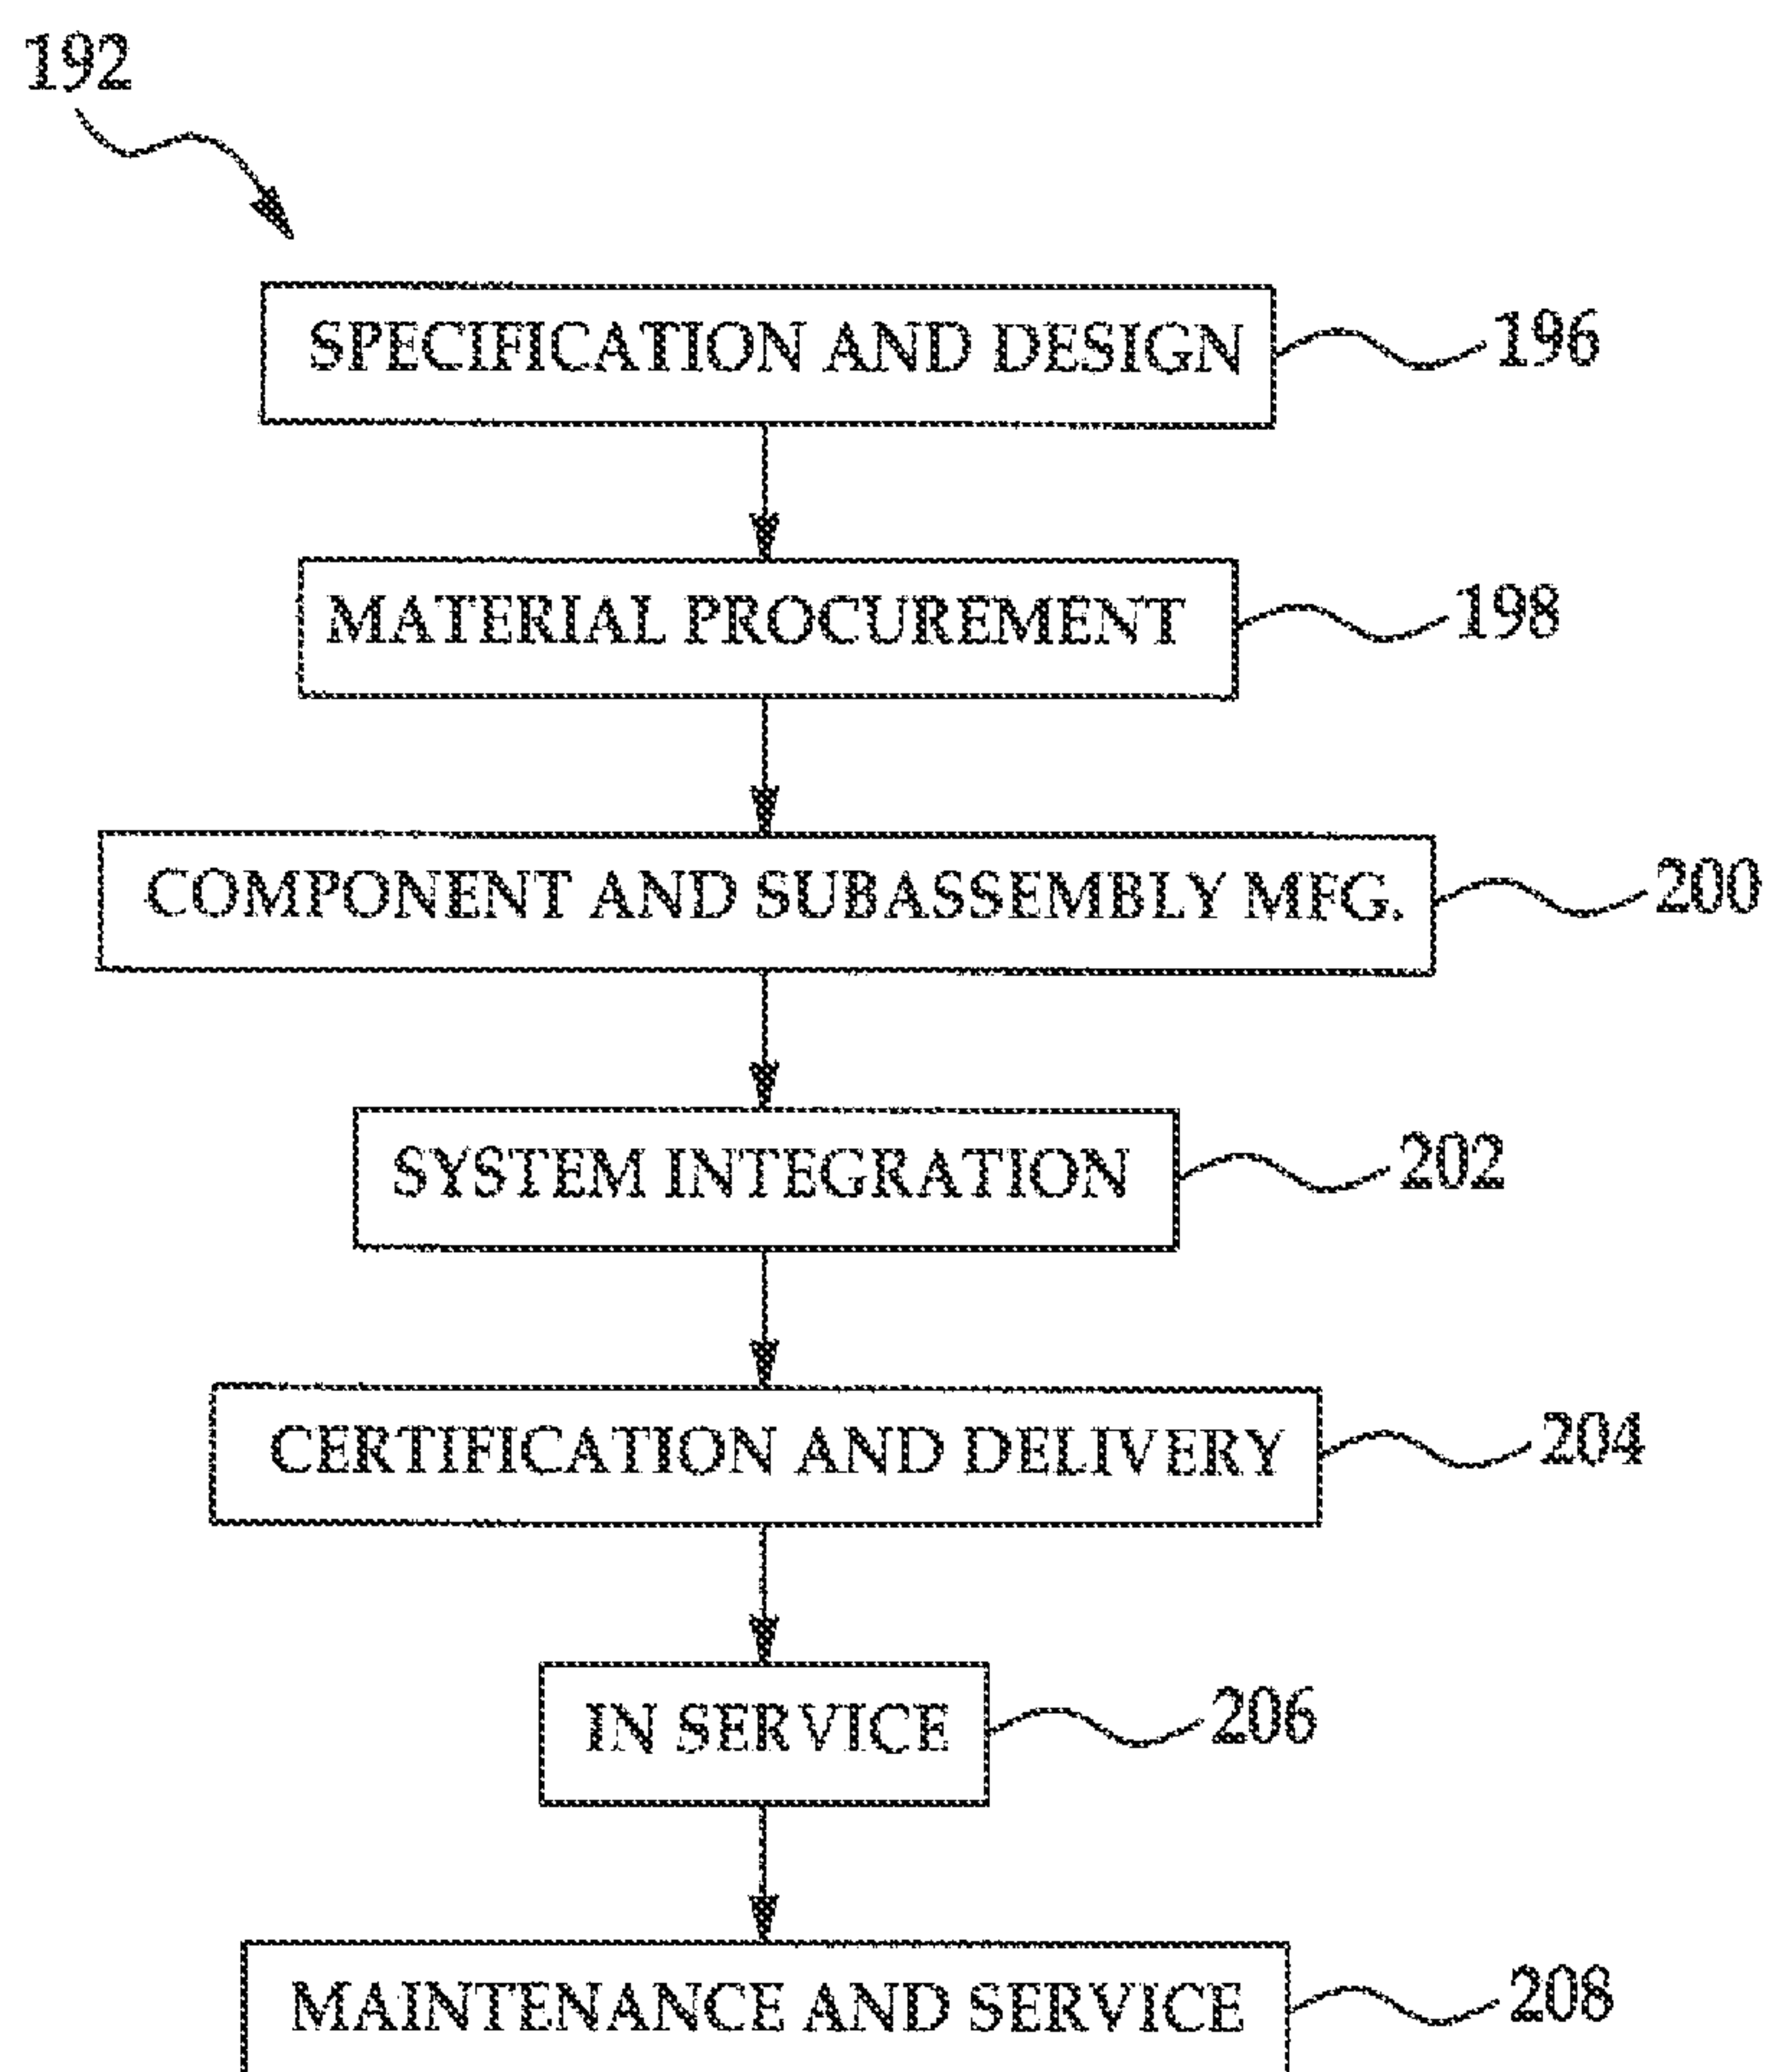 192
SPECIFICATION AND DESIGN 196
MATERIAL PROCUREMENT 198
COMPONENT AND SUBASSEMBLY MFG. 200
SYSTEM INTEGRATION 202
CERTIFICATION AND DELIVERY 204
IN SERVICE 206
MAINTENANCE AND SERVICE 208